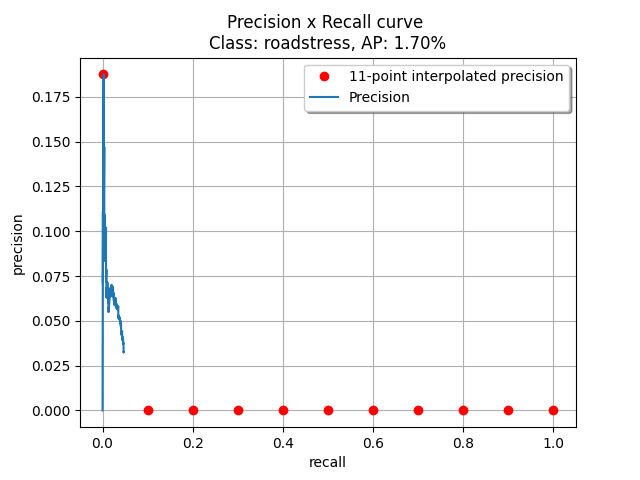 Precision x Recall curve
Class: roadstress, AP: 1.70%
11-point interpolated precision
Precision
0.175
0.150
0.125
0.100
0.075
0.050
0.025
0.000
precision
0.0 0.2 0.4 0.6 0.8 1.0
recall